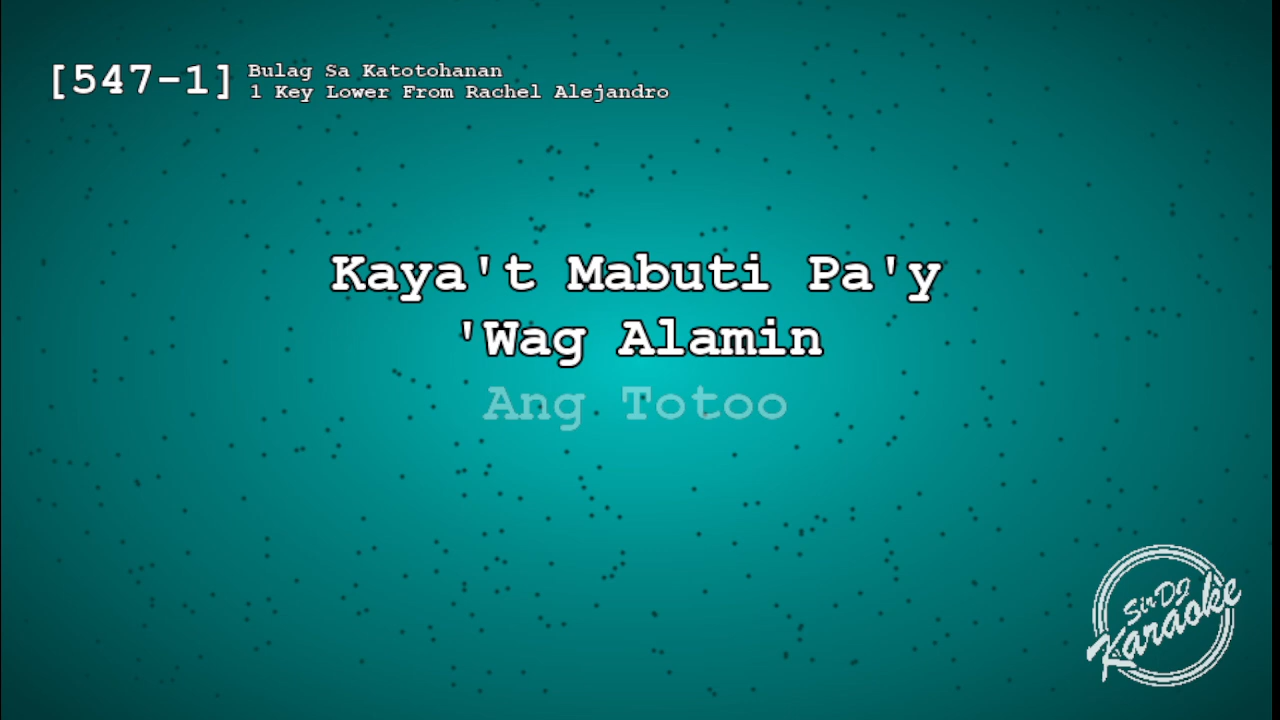 [547-1]
Bulag Sa Katotohanan
1 Key Lower From Rachel Alejandro
Kaya't Mabuti Pa'y
'Wag Alamin
Ang Totoo
Sir DJ
Karaoke